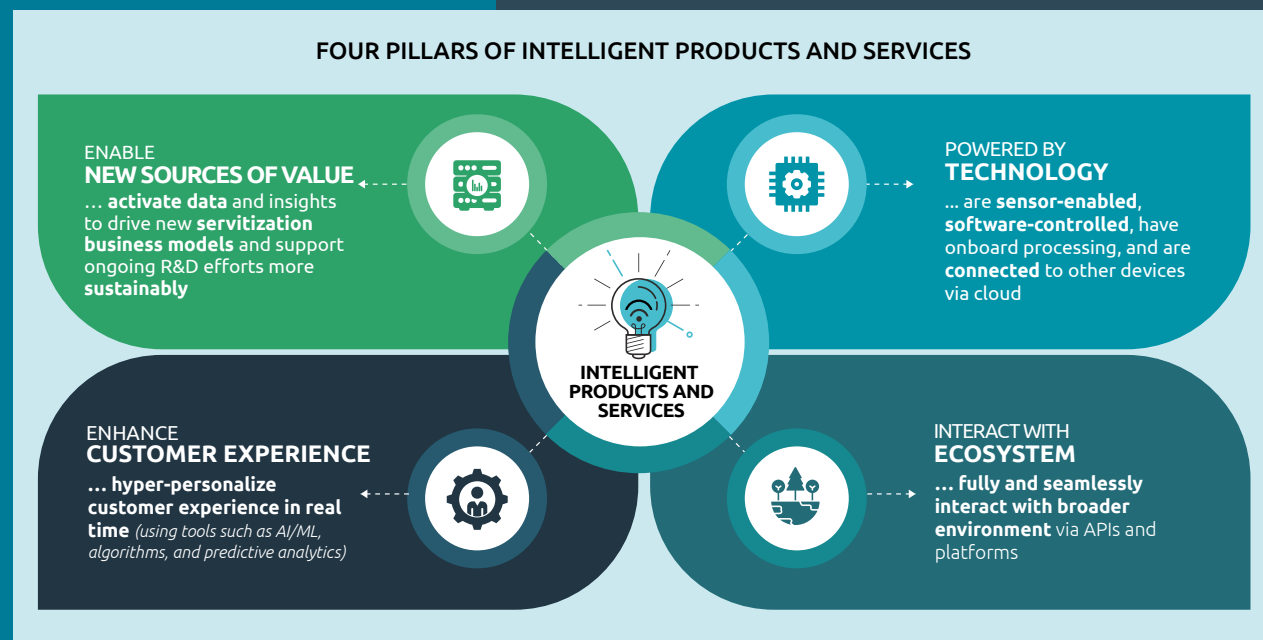 FOUR PILLARS OF INTELLIGENT PRODUCTS AND SERVICES
ENABLE
NEW SOURCES OF VALUE
... activate data and insights
to drive new servitization
business models and support
ongoing R&D efforts more
sustainably
POWERED BY
TECHNOLOGY
... are sensor-enabled,
software-controlled, have
onboard processing, and are
connected to other devices
via cloud
INTELLIGENT
PRODUCTS AND
SERVICES
ENHANCE
CUSTOMER EXPERIENCE
... hyper-personalize
customer experience in real
time (using tools such as AI/ML,
algorithms, and predictive analytics)
INTERACT WITH
ECOSYSTEM
... fully and seamlessly
interact with broader
environment via APIs and
platforms